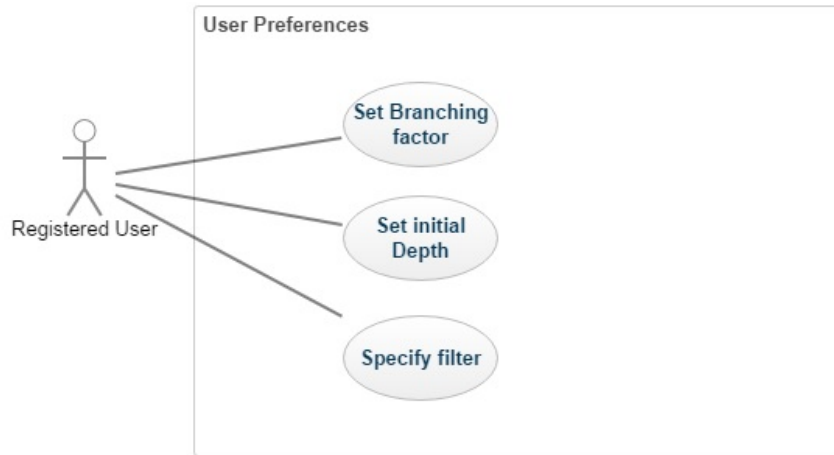 User Preferences
Set Branching
factor
Registered User
Set initial
Depth
Specify filter